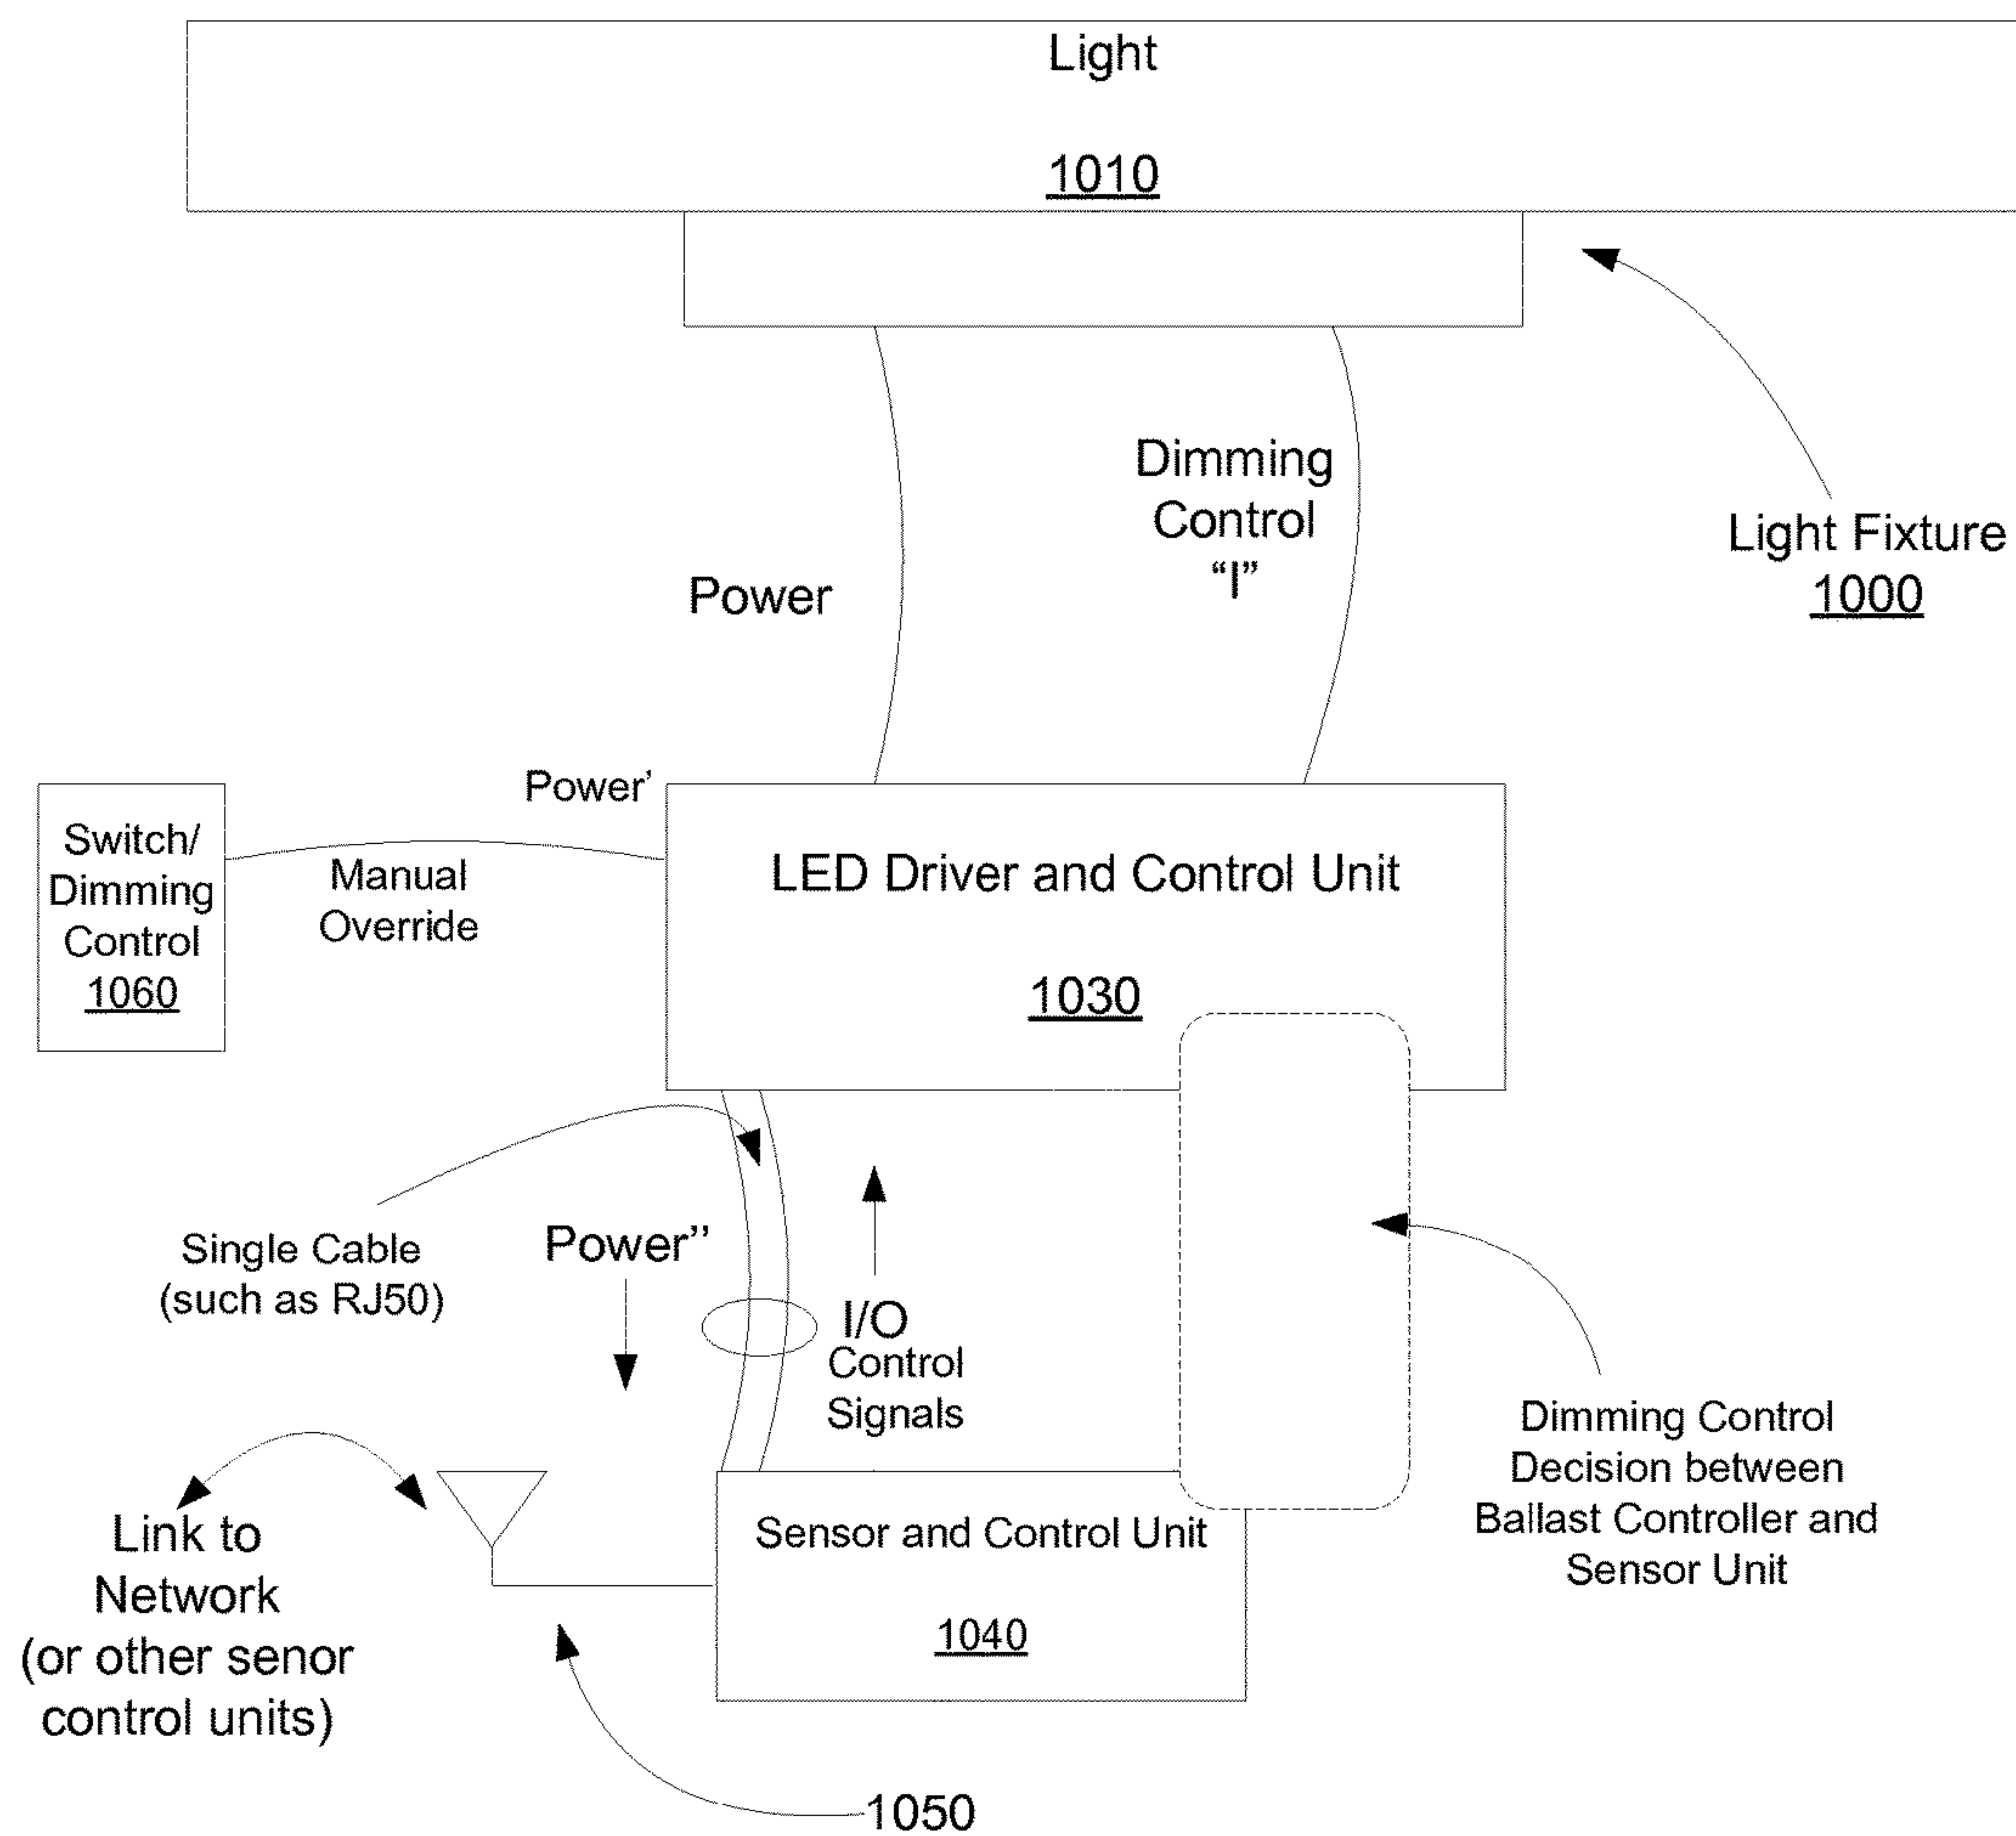 Light
1010
Dimming
Control
“I”
Power
Light Fixture
1000
Power’
Switch/
Dimming
Control
1060
Manual
Override
LED Driver and Control Unit
1030
Single Cable
(such as RJ50)
Power’’
I/O
Control
Signals
Dimming Control
Decision between
Ballast Controller and
Sensor Unit
Link to
Network
(or other senor
control units)
Sensor and Control Unit
1040
1050